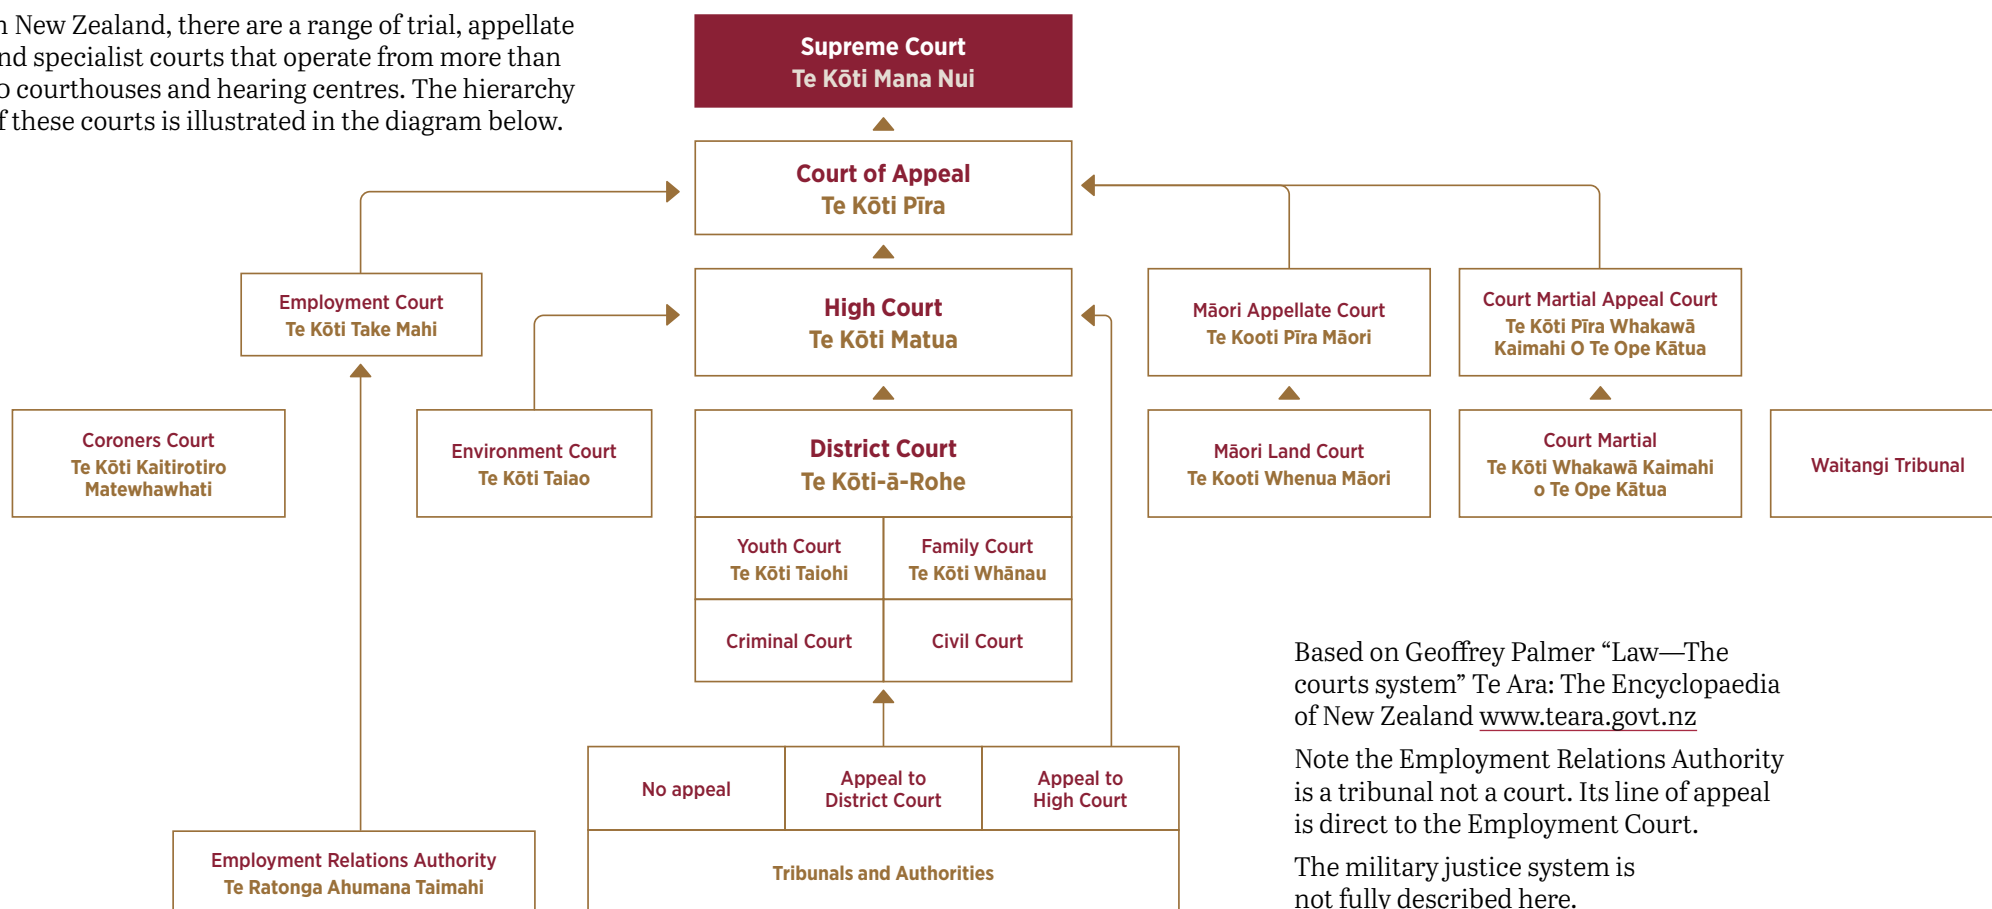 New Zealand, there are a range of trial, appellate
nd specialist courts that operate from more than
courthouses and hearing centres. The hierarchy
f these courts is illustrated in the diagram below.
Supreme Court
Te Kōti Mana Nui
Court of Appeal
Te Kōti Pīra
Employment Court
Te Kōti Take Mahi
High Court
Te Kōti Matua
Māori Appellate Court
Te Kooti Pīra Māori
Court Martial Appeal Court
Te Kōti Pīra Whakawā
Kaimahi O Te Ope Kātua
Coroners Court
Te Kōti Kaitirotiro
Matewhawhati
Environment Court
Te Kōti Taiao
District Court
Te Kōti-ā-Rohe
Māori Land Court
Te Kooti Whenua Māori
Court Martial
Te Kōti Whakawā Kaimahi
o Te Ope Kātua
Waitangi Tribunal
Youth Court
Te Kōti Taiohi
Family Court
Te Kōti Whānau
Criminal Court
Civil Court
No appeal
Appeal to
District Court
Appeal to
High Court
Tribunals and Authorities
Employment Relations Authority
Te Ratonga Ahumana Taimahi
Based on Geoffrey Palmer “Law—The
courts system” Te Ara: The Encyclopaedia
of New Zealand www.teara.govt.nz
Note the Employment Relations Authority
is a tribunal not a court. Its line of appeal
is direct to the Employment Court.
The military justice system is
not fully described here.